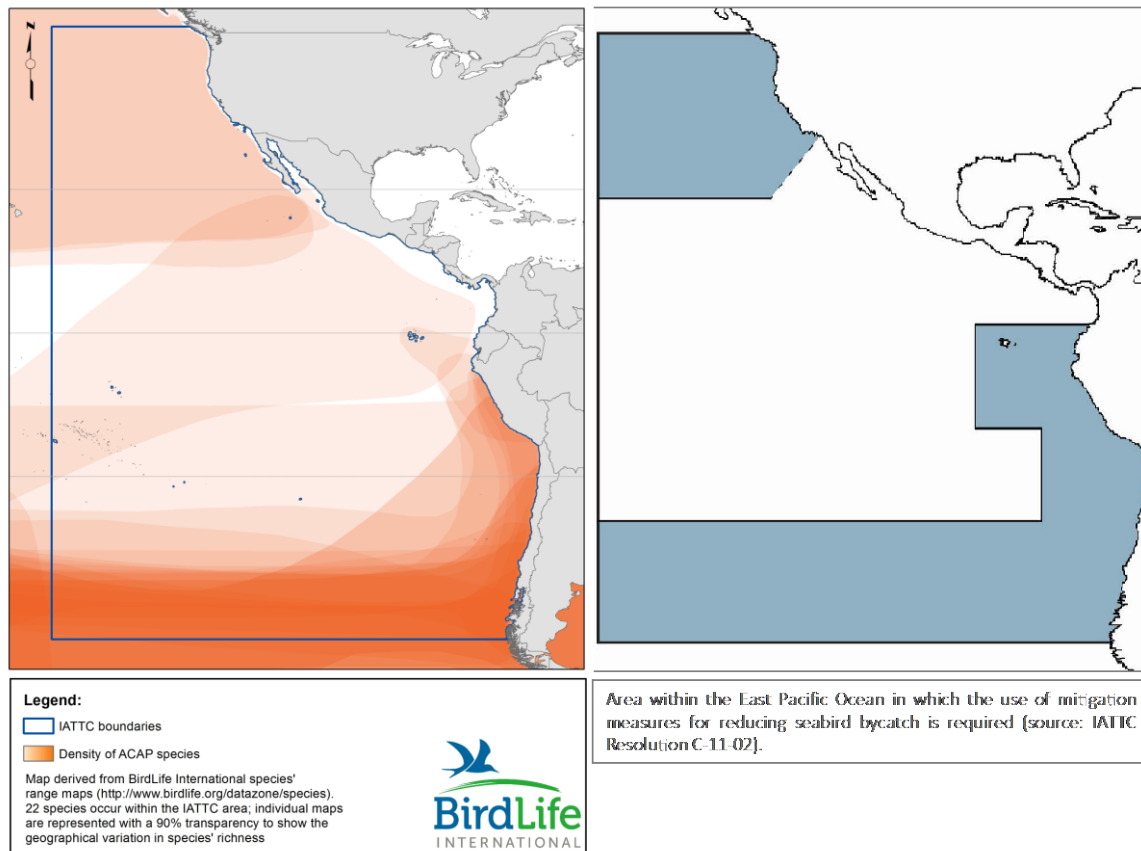 N
Legend:
IATTC boundaries
Density of ACAP species
Map derived from BirdLife International species'
range maps (http://www.birdlife.org/datazone/species).
22 species occur within the IATTC area; individual maps
are represented with a 90% transparency to show the
geographical variation in species' richness
BirdLife
INTERNATIONAL
Area within the East Pacific Ocean in which the use of mitigation
measures for reducing seabird bycatch is required (source: IATTC
Resolution C-11-02).